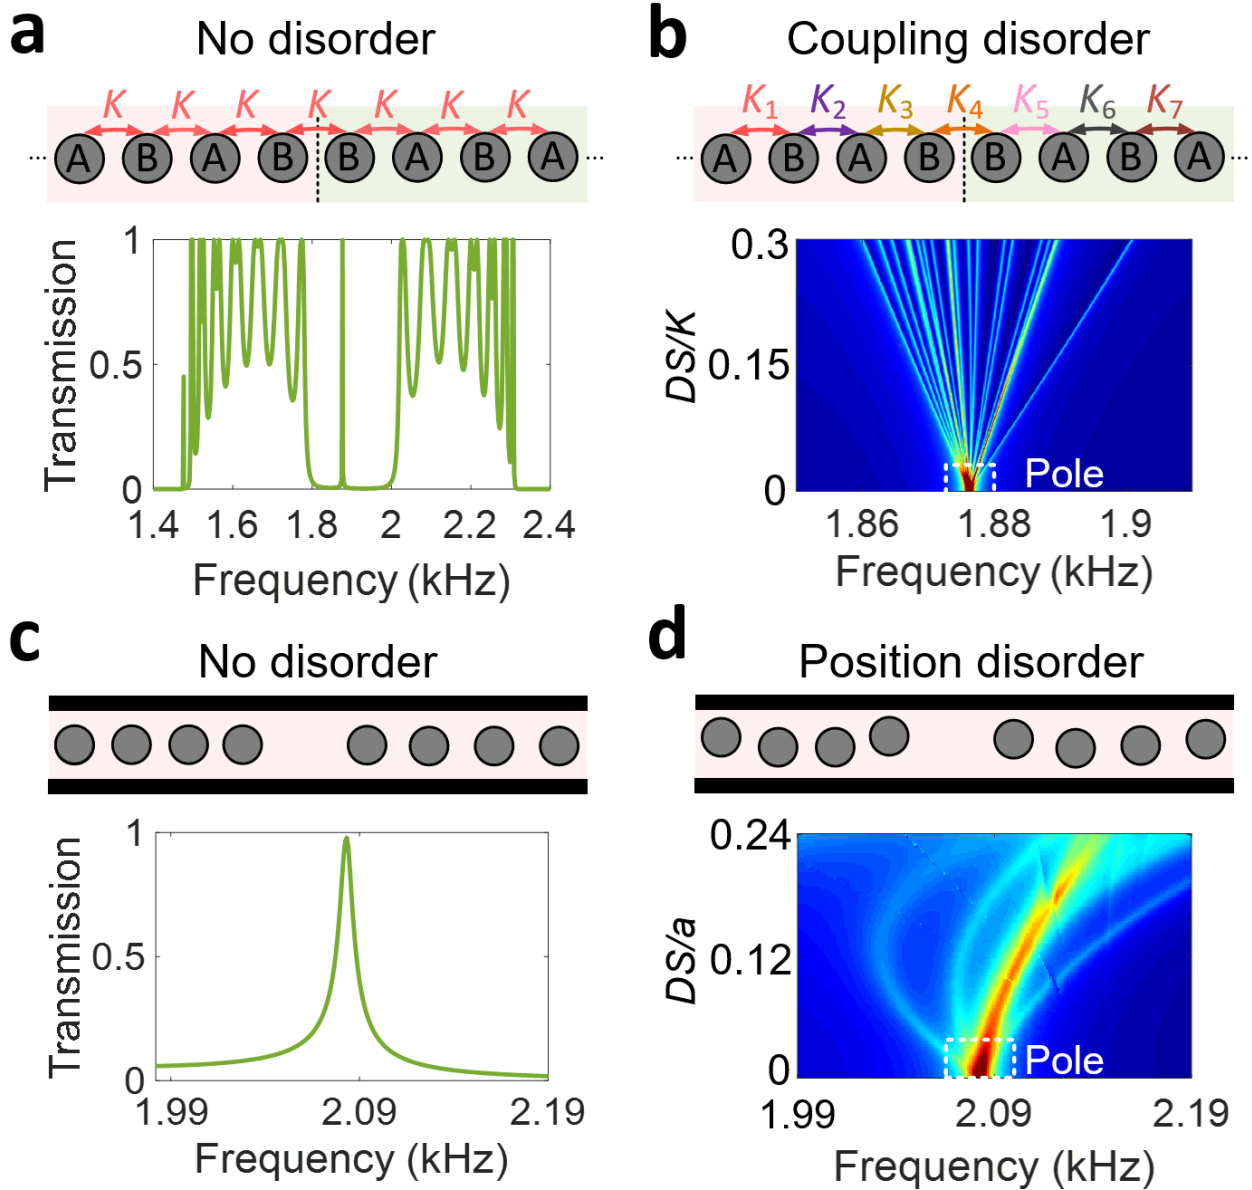 a
No disorder
K K K K K K K
... A B A B B A B A ...
Transmission
1
0.5
0
1.4 1.6 1.8 2 2.2 2.4
Frequency (kHz)
b
Coupling disorder
K1 K2 K3 K4 K5 K6 K7
... A B A B B A B A ...
DS/K
0.3
0.15
0
Pole
1.86 1.88 1.9
Frequency (kHz)
c
No disorder
Transmission
1
0.5
0
1.99 2.09 2.19
Frequency (kHz)
d
Position disorder
DS/a
0.24
0.12
0
Pole
1.99 2.09 2.19
Frequency (kHz)